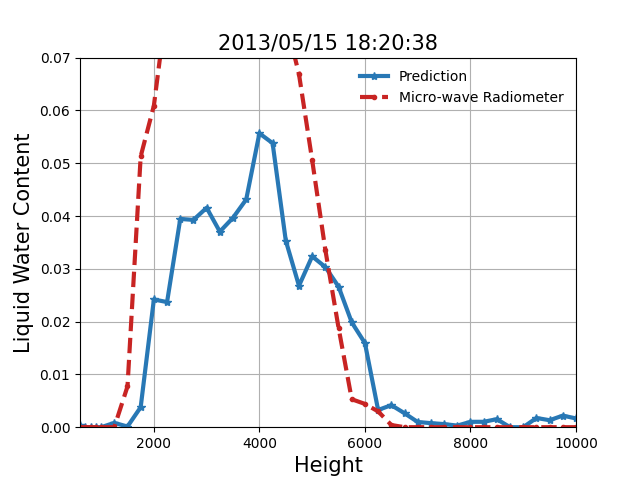 2013/05/15 18:20:38
0.07
0.06
0.05
0.04
0.03
0.02
0.01
0.00
Liquid Water Content
Prediction
Micro-wave Radiometer
2000 4000 6000 8000 10000
Height